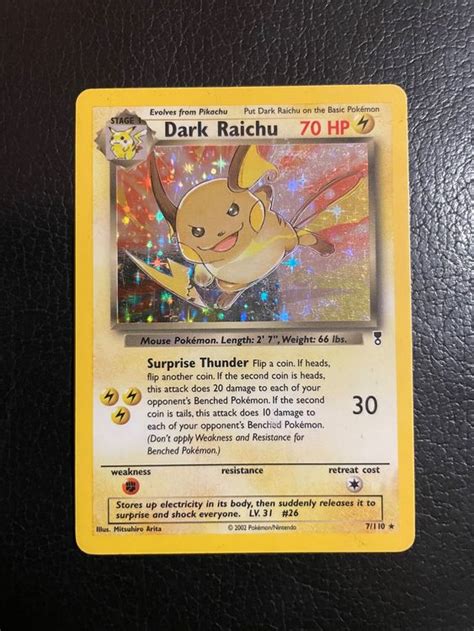 Evolves from Pikachu Put Dark Raichu on the Basic Pokémon
STAGE 1
Dark Raichu 70 HP
Mouse Pokémon. Length: 2' 7", Weight: 66 lbs.
Surprise Thunder Flip a coin. If heads,
flip another coin. If the second coin is heads,
this attack does 20 damage to each of your
opponent's Benched Pokémon. If the second
coin is tails, this attack does 10 damage to
each of your opponent's Benched Pokémon.
(Don't apply Weakness and Resistance for
Benched Pokémon.)
30
weakness resistance retreat cost
Stores up electricity in its body, then suddenly releases it to
surprise and shock everyone. LV. 31 #26
Illus. Mitsuhiro Arita © 2002 Pokémon/Nintendo 7/110 ★